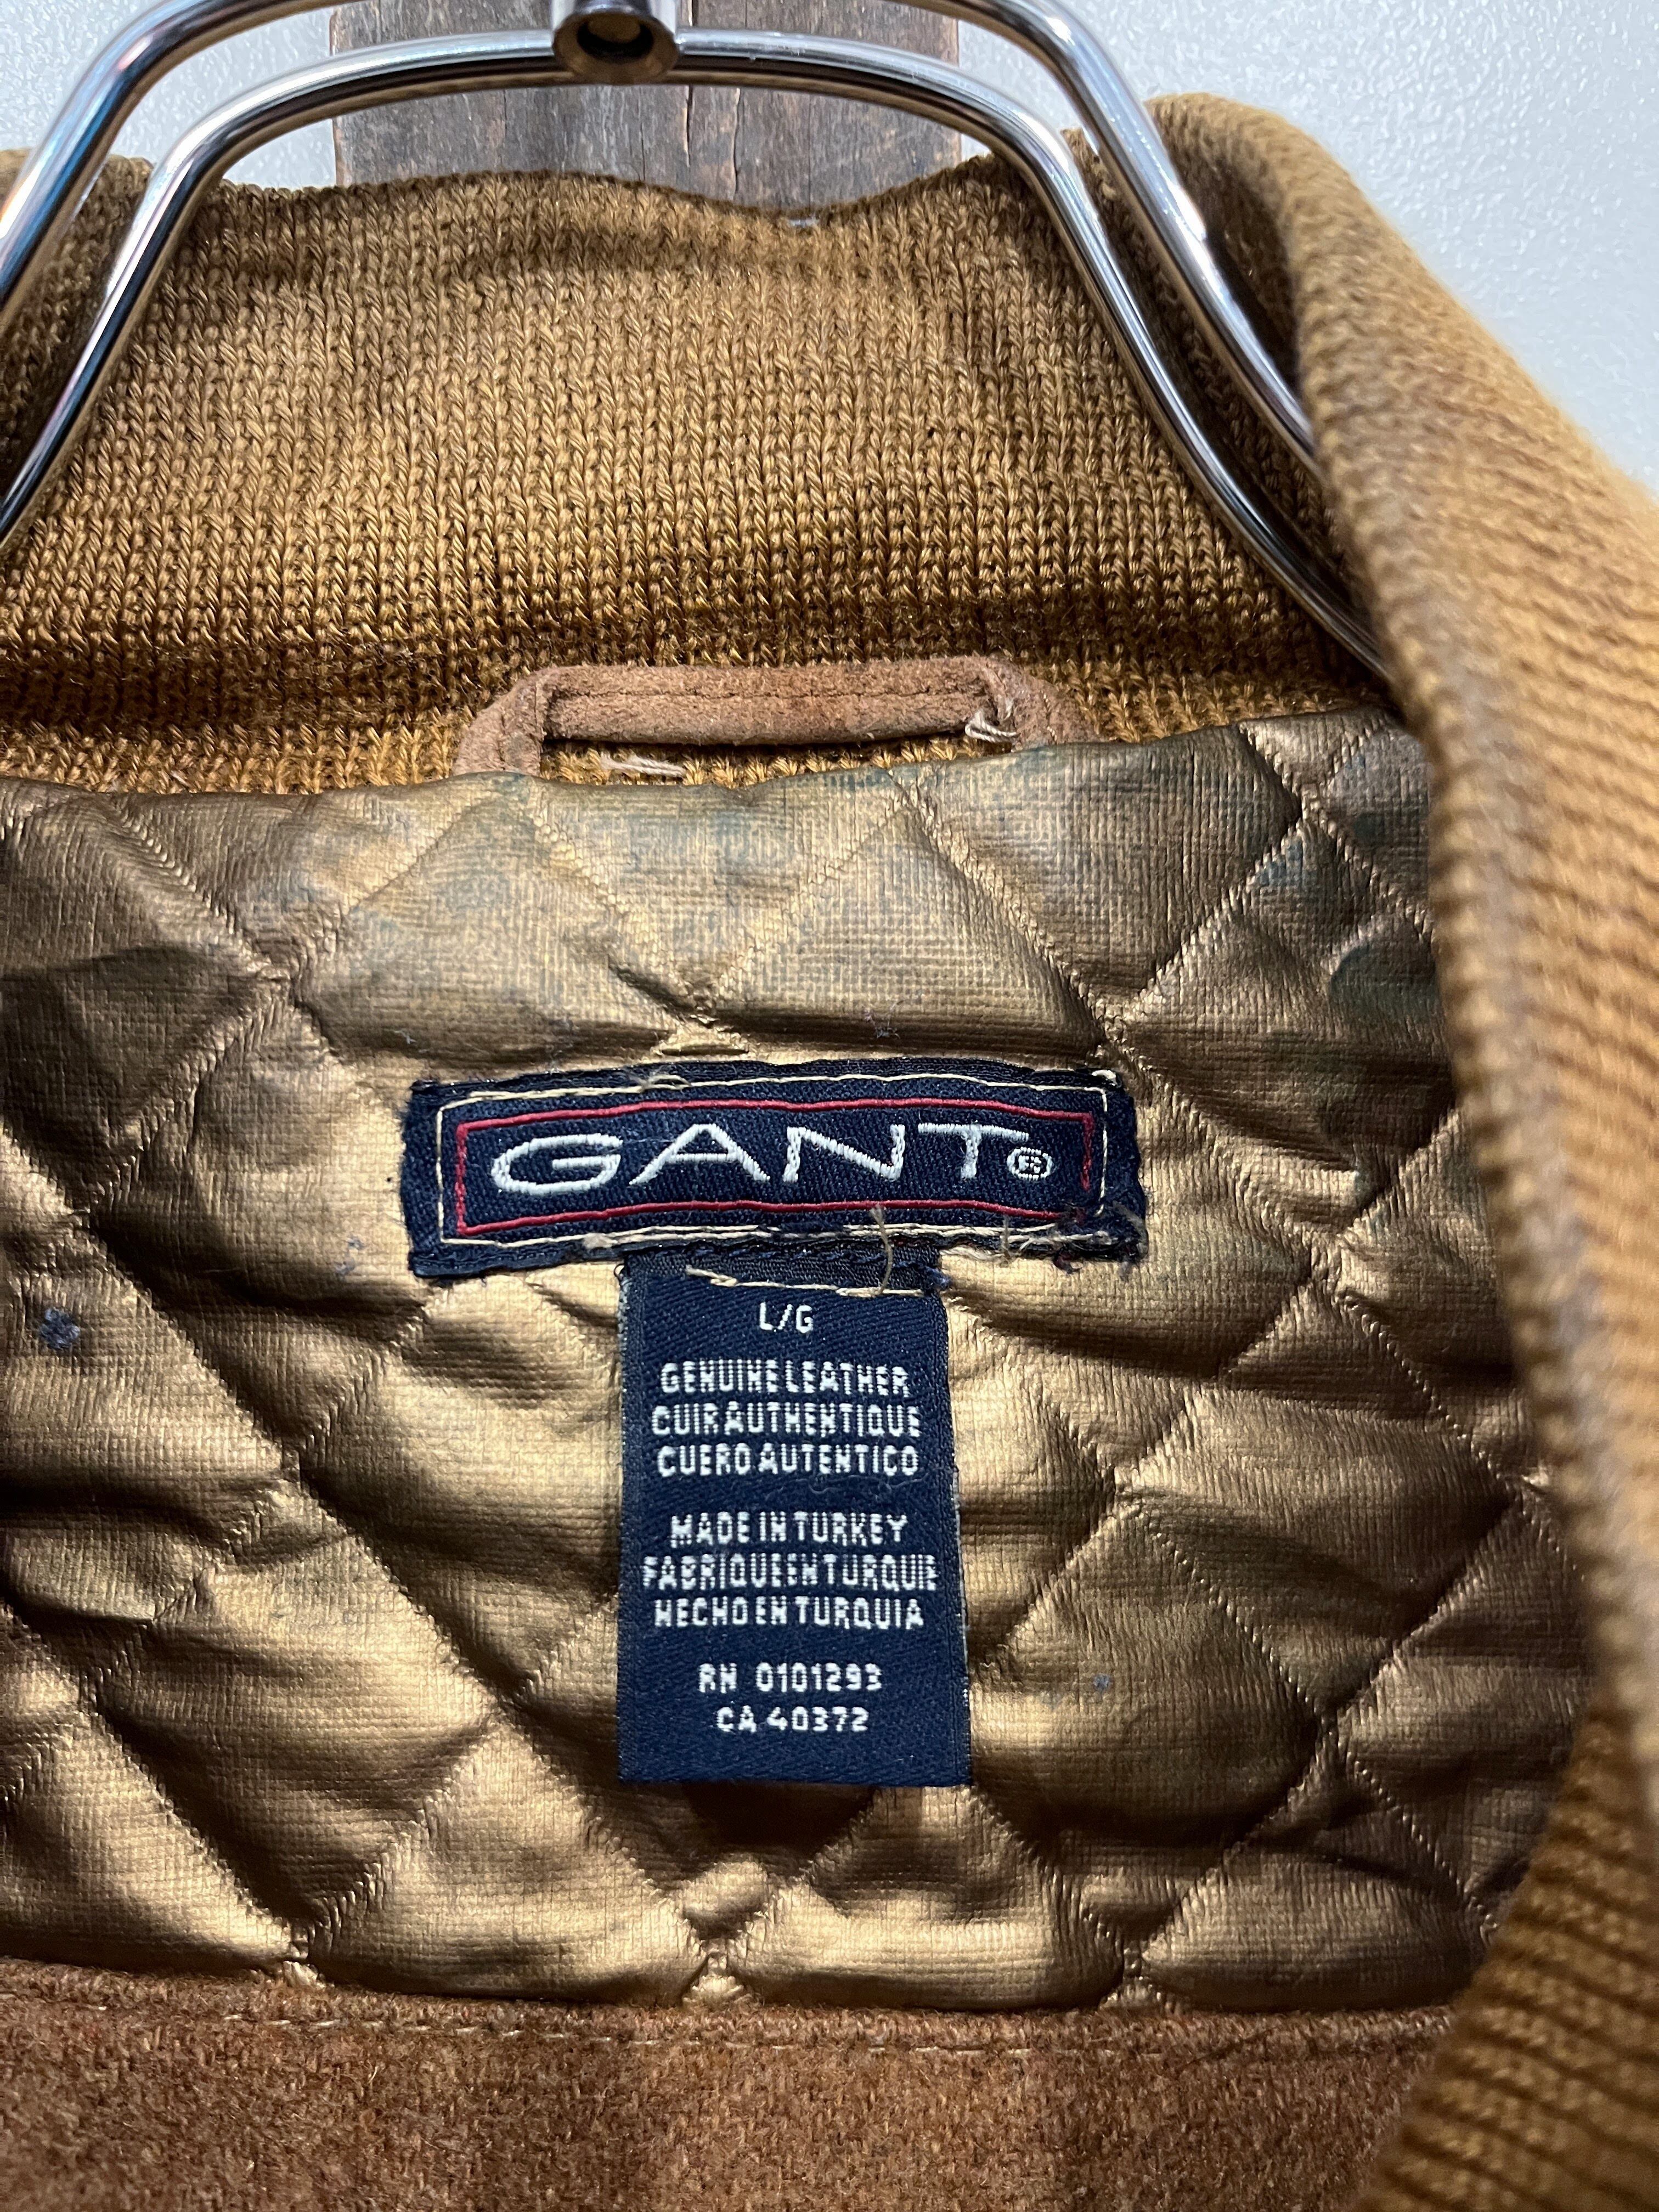 GANT®
L/G
GENUINE LEATHER
CUIR AUTHENTIQUE
CUERO AUTENTICO
MADE IN TURKEY
FABRIQUE EN TURQUIE
HECHO EN TURQUIA
RN 0101293
CA 40372